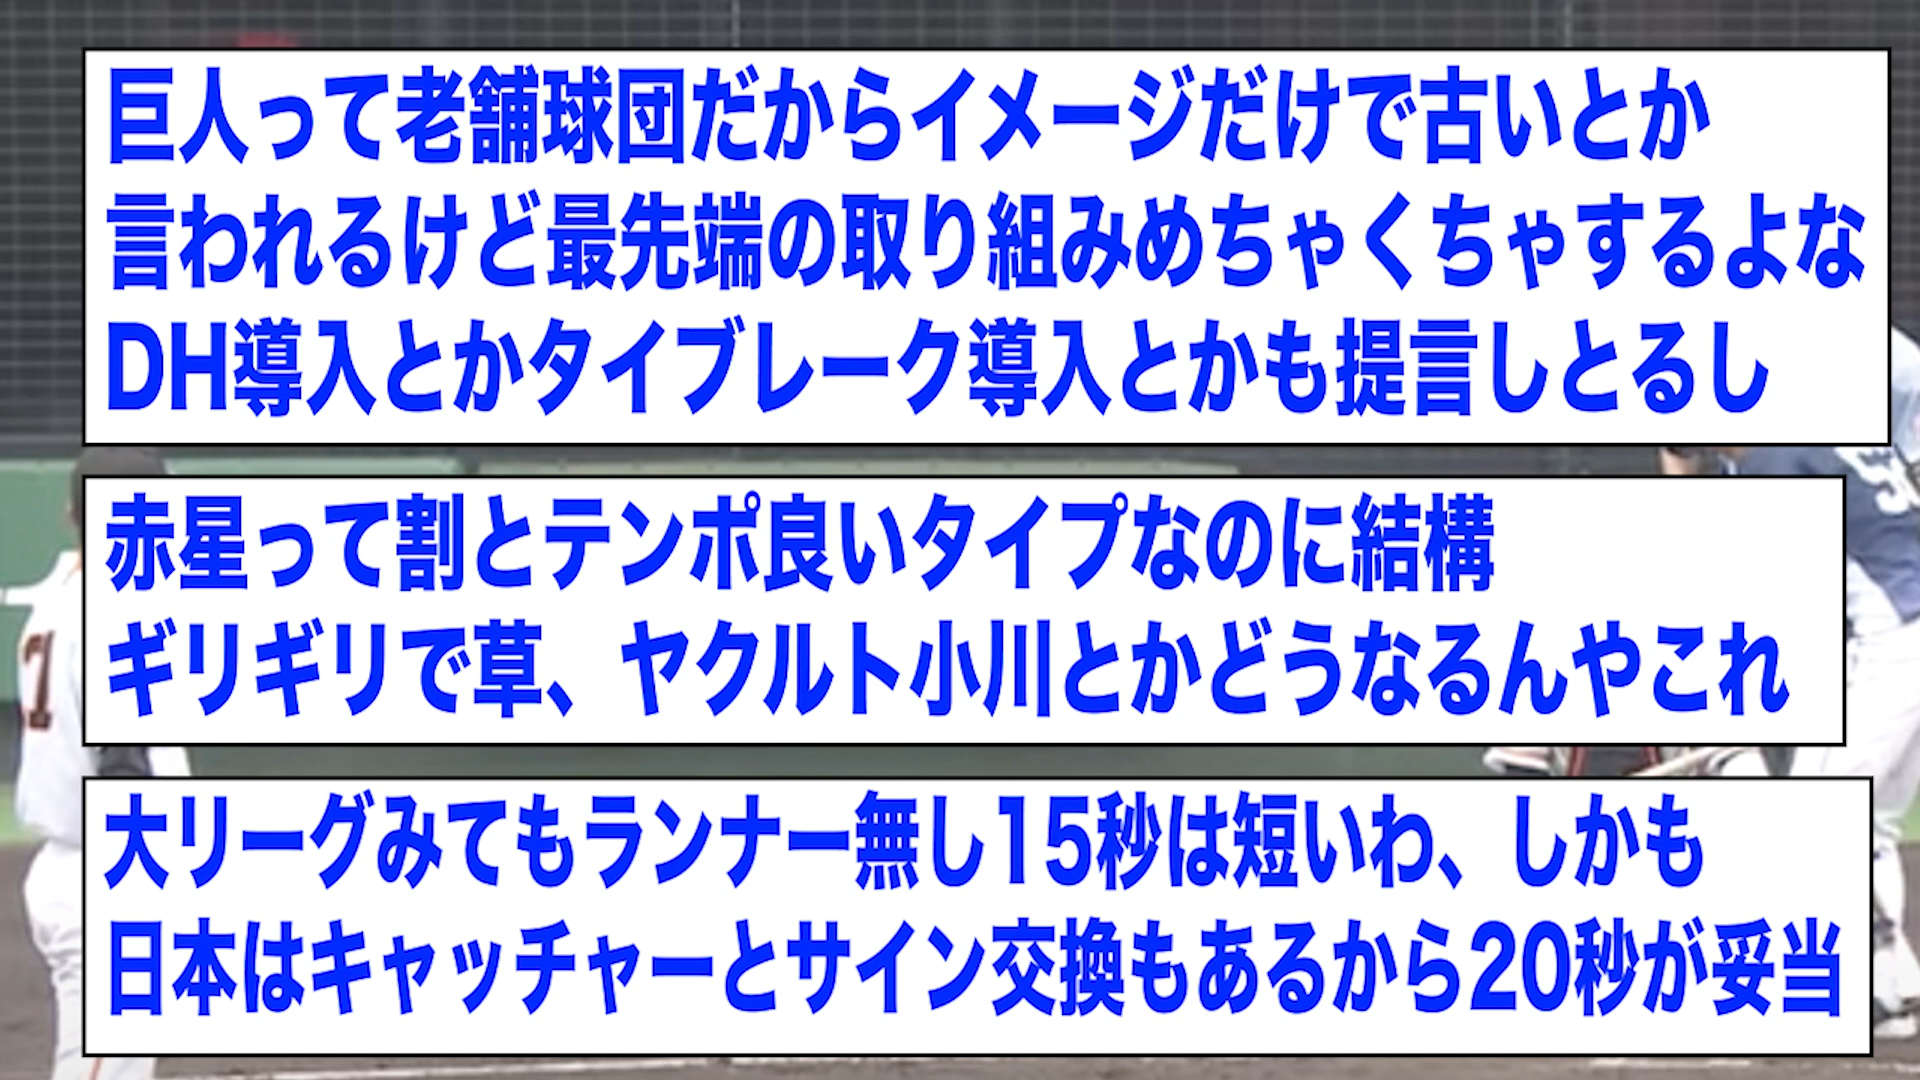 巨人って老舗球団だからイメージだけで古いとか
言われるけど最先端の取り組みめちゃくちゃするよな
DH導入とかタイブレーク導入とかも提言しとるし
赤星って割とテンポ良いタイプなのに結構
ギリギリで草、ヤクルト小川とかどうなるんやこれ
大リーグみてもランナー無し15秒は短いわ、しかも
日本はキャッチャーとサイン交換もあるから20秒が妥当